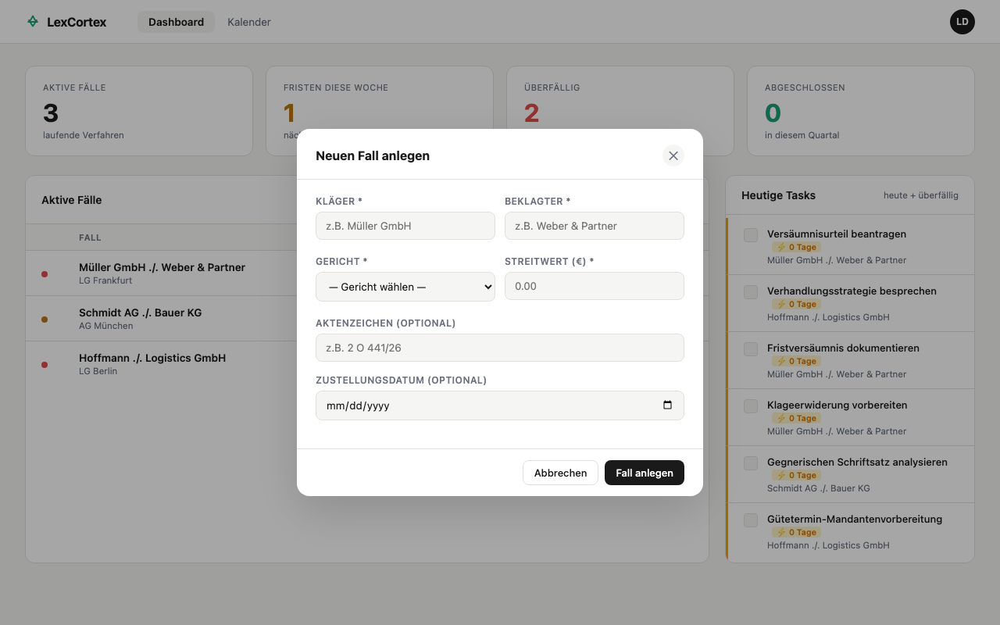 LexCortex
Dashboard
Kalender
LD
AKTIVE FÄLLE
3
laufende Verfahren
FRISTEN DIESE WOCHE
1
ÜBERFÄLLIG
2
ABGESCHLOSSEN
0
in diesem Quartal
Aktive Fälle
FALL
Müller GmbH ./. Weber & Partner
LG Frankfurt
Schmidt AG ./. Bauer KG
AG München
Hoffmann ./. Logistics GmbH
LG Berlin
Neuen Fall anlegen
KLÄGER *
z.B. Müller GmbH
BEKLAGTER *
z.B. Weber & Partner
GERICHT *
— Gericht wählen —
STREITWERT (€) *
0.00
AKTENZEICHEN (OPTIONAL)
z.B. 2 O 441/26
ZUSTELLUNGSDATUM (OPTIONAL)
mm/dd/yyyy
Abbrechen
Fall anlegen
Heutige Tasks
heute + überfällig
Versäumnisurteil beantragen
⚡ 0 Tage
Müller GmbH ./. Weber & Partner
Verhandlungsstrategie besprechen
⚡ 0 Tage
Hoffmann ./. Logistics GmbH
Fristversäumnis dokumentieren
⚡ 0 Tage
Müller GmbH ./. Weber & Partner
Klageerwiderung vorbereiten
⚡ 0 Tage
Müller GmbH ./. Weber & Partner
Gegnerischen Schriftsatz analysieren
⚡ 0 Tage
Schmidt AG ./. Bauer KG
Gütetermin-Mandantenvorbereitung
⚡ 0 Tage
Hoffmann ./. Logistics GmbH